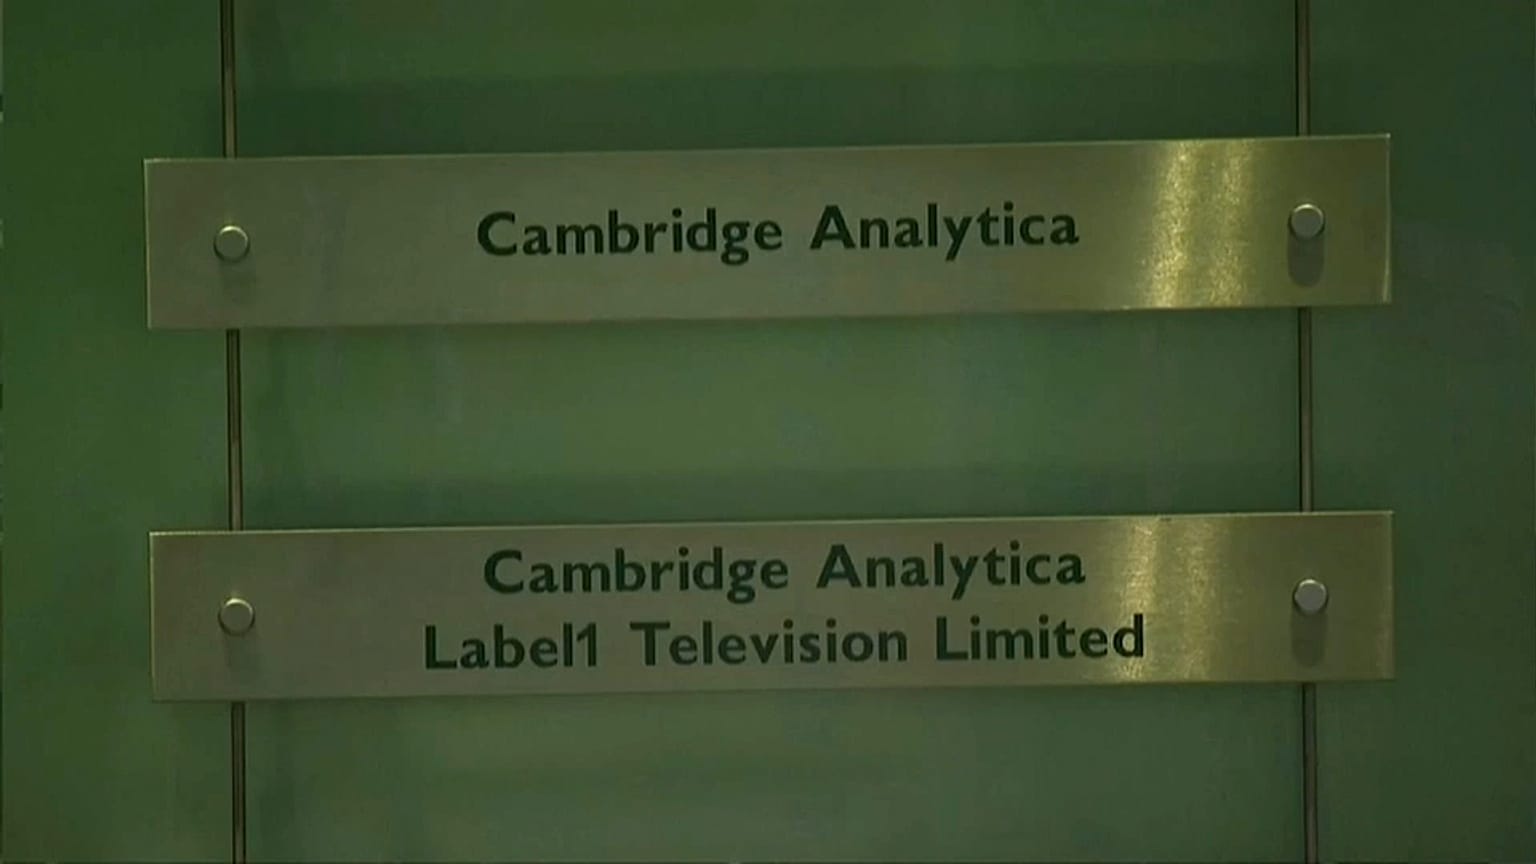 Cambridge Analytica
Cambridge Analytica
Label1 Television Limited